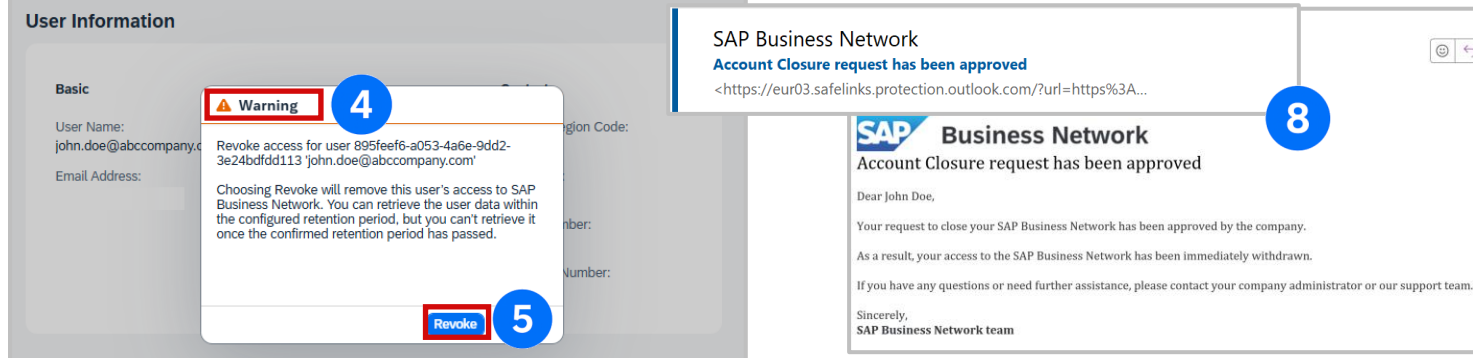 User Information
Basic
User Name:
john.doe@abccompany.c
Email Address:
egion Code:
mber:
Number:
Warning
4
Revoke access for user 895feef6-a053-4a6e-9dd2-
3e24bdfdd113 'john.doe@abccompany.com'
Choosing Revoke will remove this user's access to SAP
Business Network. You can retrieve the user data within
the configured retention period, but you can't retrieve it
once the confirmed retention period has passed.
Revoke
5
SAP Business Network
Account Closure request has been approved
<https://eur03.safelinks.protection.outlook.com/?url=https%3A...
8
SAP Business Network
Account Closure request has been approved
Dear John Doe,
Your request to close your SAP Business Network has been approved by the company.
As a result, your access to the SAP Business Network has been immediately withdrawn.
If you have any questions or need further assistance, please contact your company administrator or our support team.
Sincerely,
SAP Business Network team